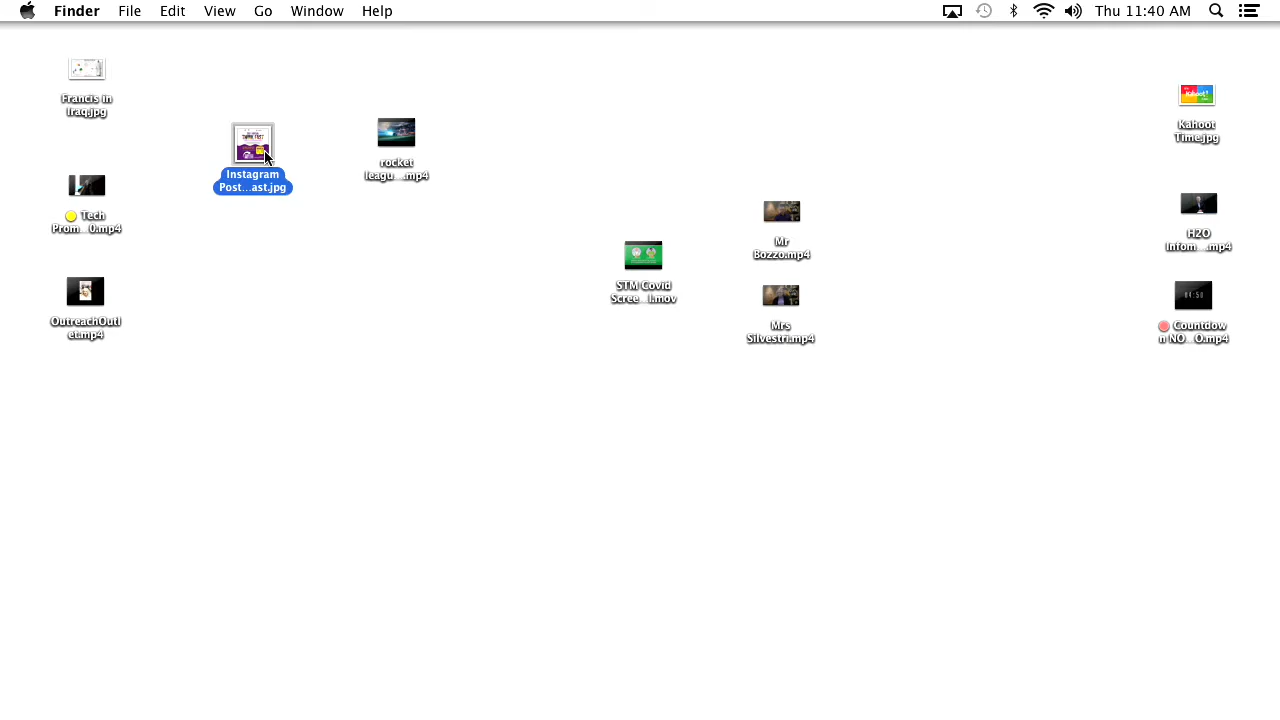 Finder File Edit View Go Window Help Thu 11:40 AM
Francis in
Iraq.jpg
Instagram
Post...ast.jpg
rocket
leagu....mp4
Kahoot
Time.jpg
Tech
Prom...0.mp4
Mr
Bozzo.mp4
H2O
Infom....mp4
STM Covid
Scree...l.mov
OutreachOutl
et.mp4
Mrs
Silvestri.mp4
04:50
Countdow
n NO...O.mp4